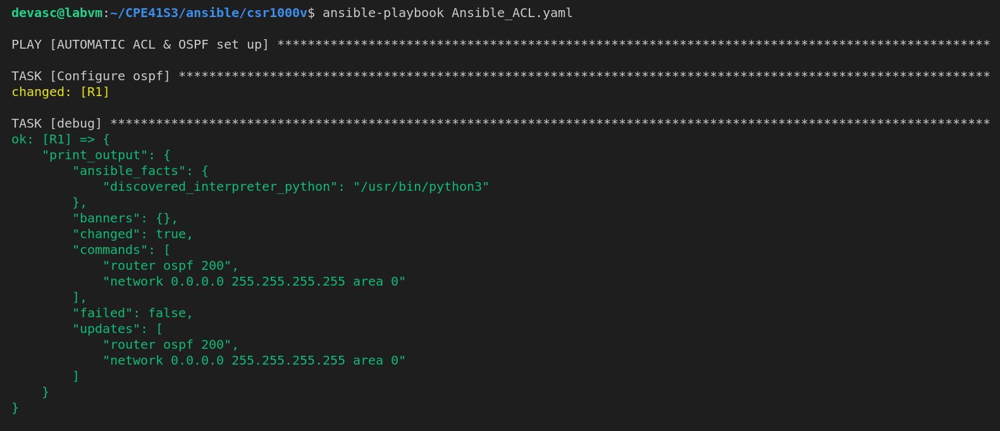 devasc@labvm:~/CPE41S3/ansible/csr1000v$ ansible-playbook Ansible_ACL.yaml

PLAY [AUTOMATIC ACL & OSPF set up] **********************************************************************************************

TASK [Configure ospf] ***********************************************************************************************************
changed: [R1]

TASK [debug] ********************************************************************************************************************
ok: [R1] => {
    "print_output": {
        "ansible_facts": {
            "discovered_interpreter_python": "/usr/bin/python3"
        },
        "banners": {},
        "changed": true,
        "commands": [
            "router ospf 200",
            "network 0.0.0.0 255.255.255.255 area 0"
        ],
        "failed": false,
        "updates": [
            "router ospf 200",
            "network 0.0.0.0 255.255.255.255 area 0"
        ]
    }
}